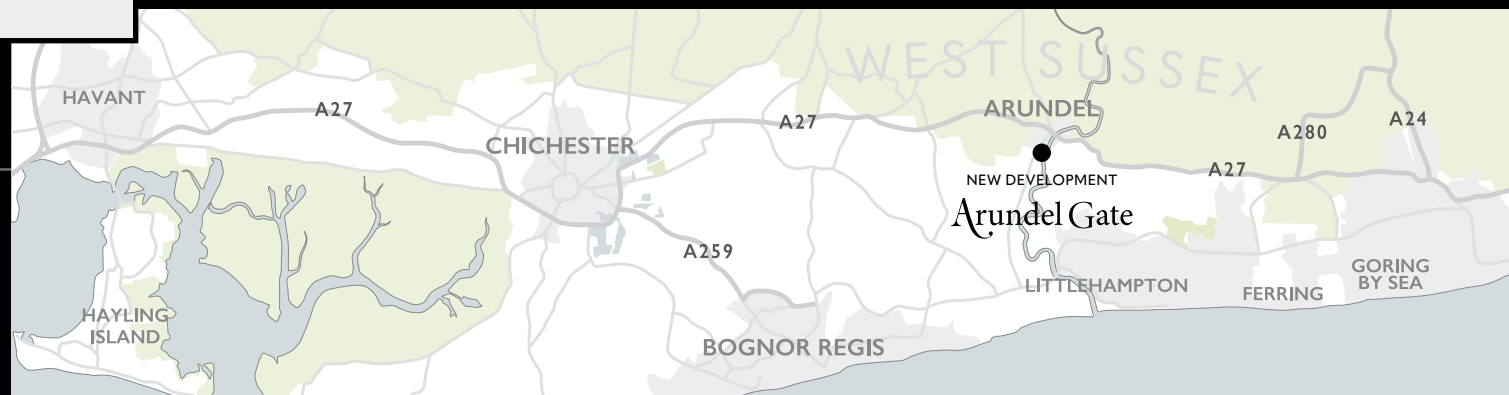 WEST SUSSEX
HAVANT
A27
CHICHESTER
A27
ARUNDEL
A280
A24
A27
NEW DEVELOPMENT
Arundel Gate
A259
LITTLEHAMPTON
FERRING
GORING
BY SEA
HAYLING
ISLAND
BOGNOR REGIS